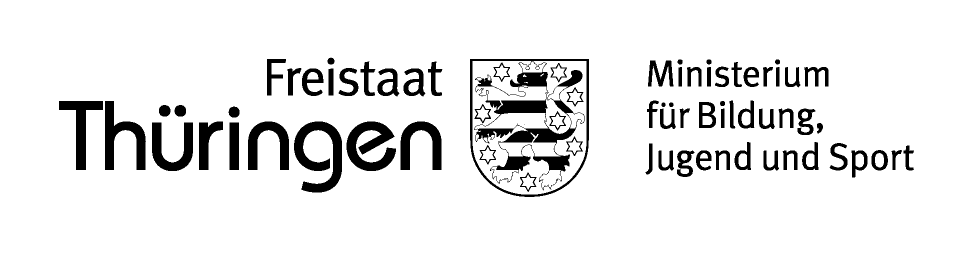 Freistaat
Thüringen
Ministerium
für Bildung,
Jugend und Sport